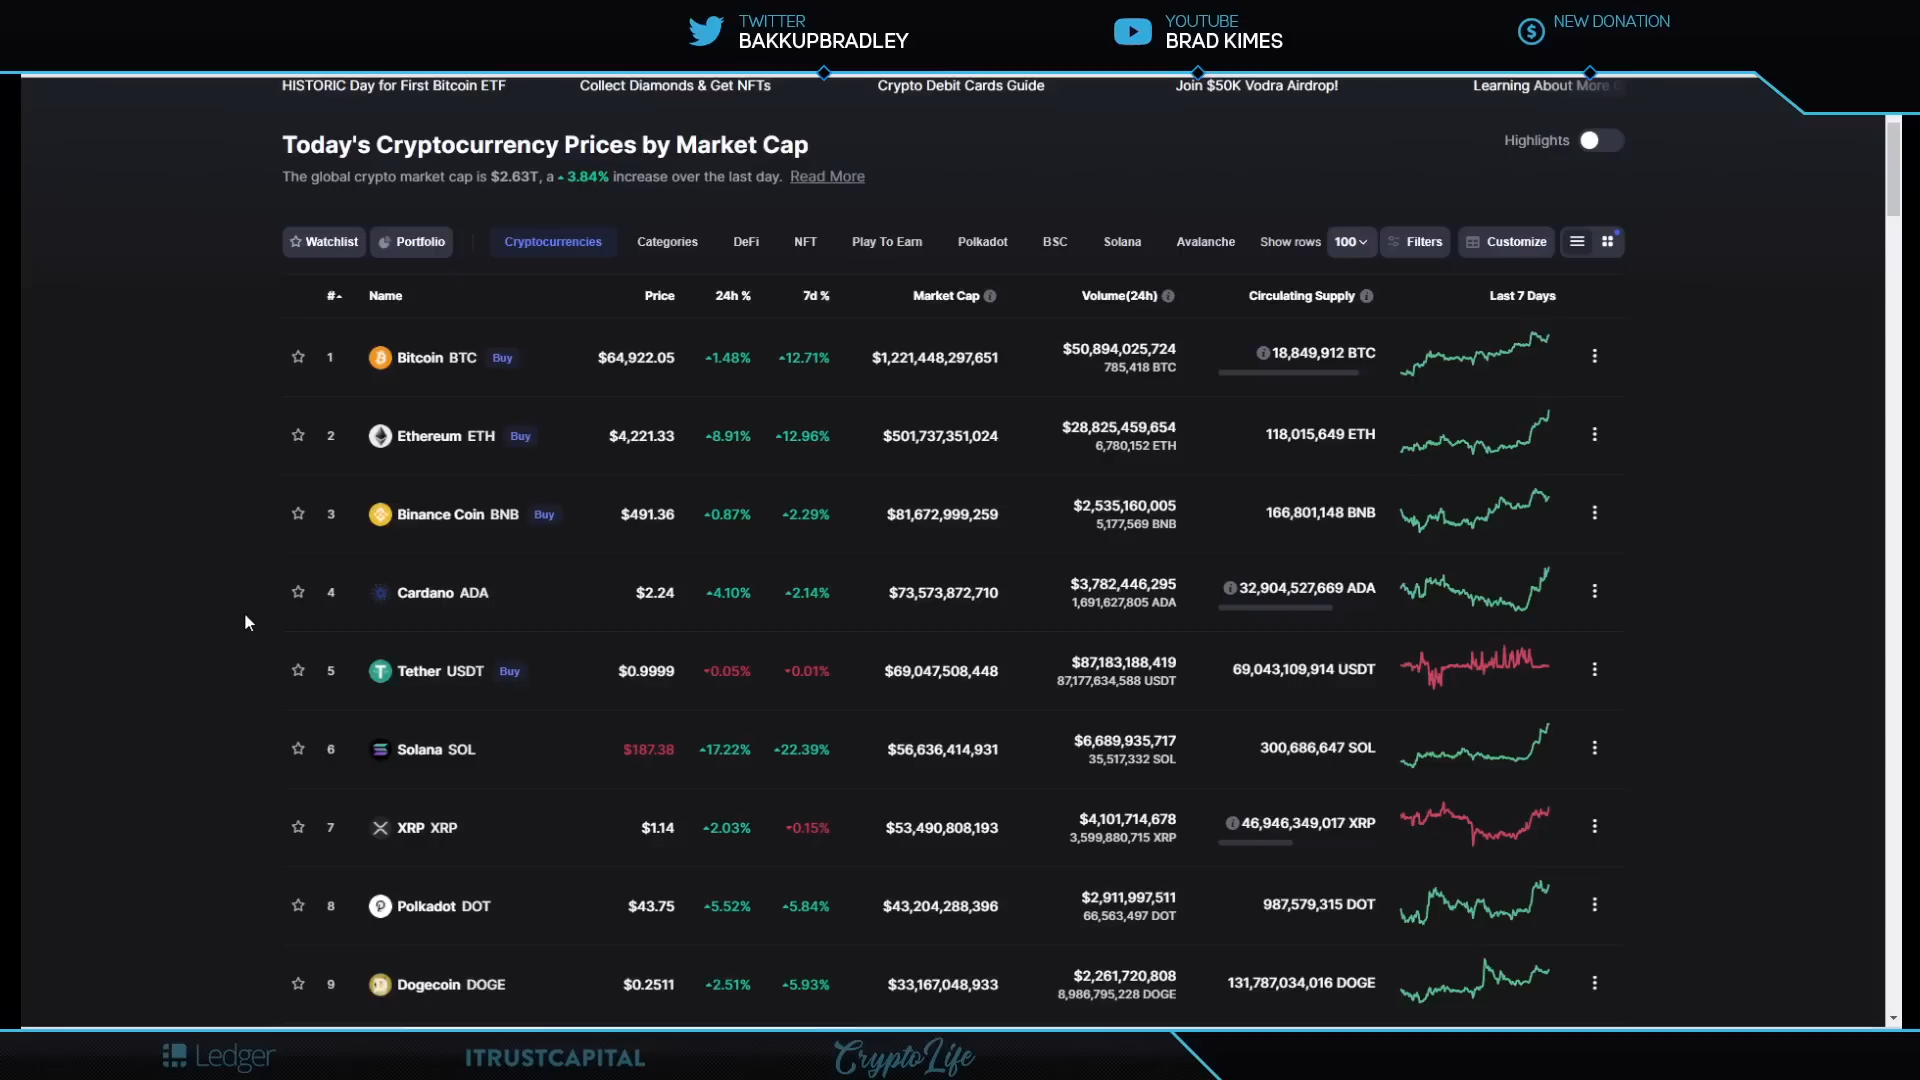 TWITTER
BAKKUPBRADLEY
YOUTUBE
BRAD KIMES
NEW DONATION
HISTORIC Day for First Bitcoin ETF
Collect Diamonds & Get NFTs
Crypto Debit Cards Guide
Join $50K Vodra Airdrop!
Learning About More
Today's Cryptocurrency Prices by Market Cap
Highlights
The global crypto market cap is $2.63T, a 3.84% increase over the last day. Read More
Watchlist Portfolio Cryptocurrencies Categories DeFi NFT Play To Earn Polkadot BSC Solana Avalanche Show rows 100 Filters Customize
# Name Price 24h % 7d % Market Cap Volume(24h) Circulating Supply Last 7 Days
1 Bitcoin BTC Buy $64,922.05 1.48% 12.71% $1,221,448,297,651 $50,894,025,724 18,849,912 BTC
785,418 BTC
2 Ethereum ETH Buy $4,221.33 8.91% 12.96% $501,737,351,024 $28,825,459,654 118,015,649 ETH
6,780,152 ETH
3 Binance Coin BNB Buy $491.36 0.87% 2.29% $81,672,999,259 $2,535,160,005 166,801,148 BNB
5,177,569 BNB
4 Cardano ADA $2.24 4.10% 2.14% $73,573,872,710 $3,782,446,295 32,904,527,669 ADA
1,691,627,805 ADA
5 Tether USDT Buy $0.9999 0.05% 0.01% $69,047,508,448 $87,183,188,419 69,043,109,914 USDT
87,177,634,588 USDT
6 Solana SOL $187.38 17.22% 22.39% $56,636,414,931 $6,689,935,717 300,686,647 SOL
35,517,332 SOL
7 XRP XRP $1.14 2.03% 0.15% $53,490,808,193 $4,101,714,678 46,946,349,017 XRP
3,599,880,715 XRP
8 Polkadot DOT $43.75 5.52% 5.84% $43,204,288,396 $2,911,997,511 987,579,315 DOT
66,563,497 DOT
9 Dogecoin DOGE $0.2511 2.51% 5.93% $33,167,048,933 $2,261,720,808 131,787,034,016 DOGE
8,986,795,228 DOGE
Ledger
ITRUSTCAPITAL
CryptoLife